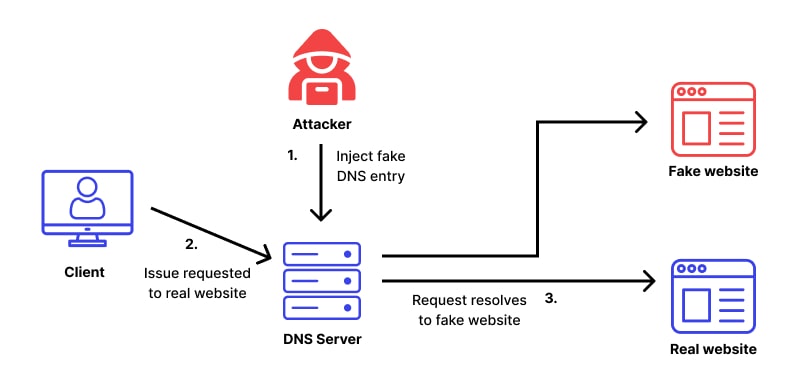 Attacker
1.
Inject fake
DNS entry
Fake website
2.
Client
Issue requested
to real website
DNS Server
Request resolves
to fake website
3.
Real website